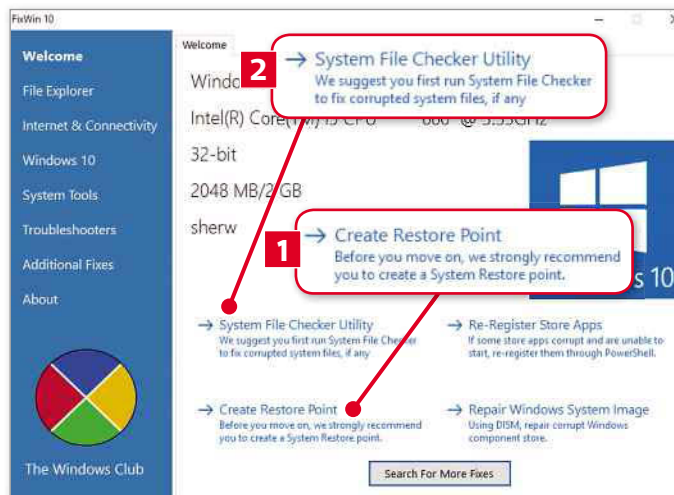 FixWin 10
Welcome
File Explorer
Internet & Connectivity
Windows 10
System Tools
Troubleshooters
Additional Fixes
About
The Windows Club
Welcome
2
→ System File Checker Utility
We suggest you first run System File Checker
to fix corrupted system files, if any
Intel(R) CPU @ 3.33GHz
32-bit
2048 MB/2 GB
sherw
1
→ Create Restore Point
Before you move on, we strongly recommend
you to create a System Restore point.
10
→ System File Checker Utility
We suggest you first run System File Checker
to fix corrupted system files, if any
→ Re-Register Store Apps
If some store apps corrupt and are unable to
start, re-register them through PowerShell.
→ Create Restore Point
Before you move on, we strongly recommend
you to create a System Restore point.
→ Repair Windows System Image
Using DISM, repair corrupt Windows
component store.
Search For More Fixes